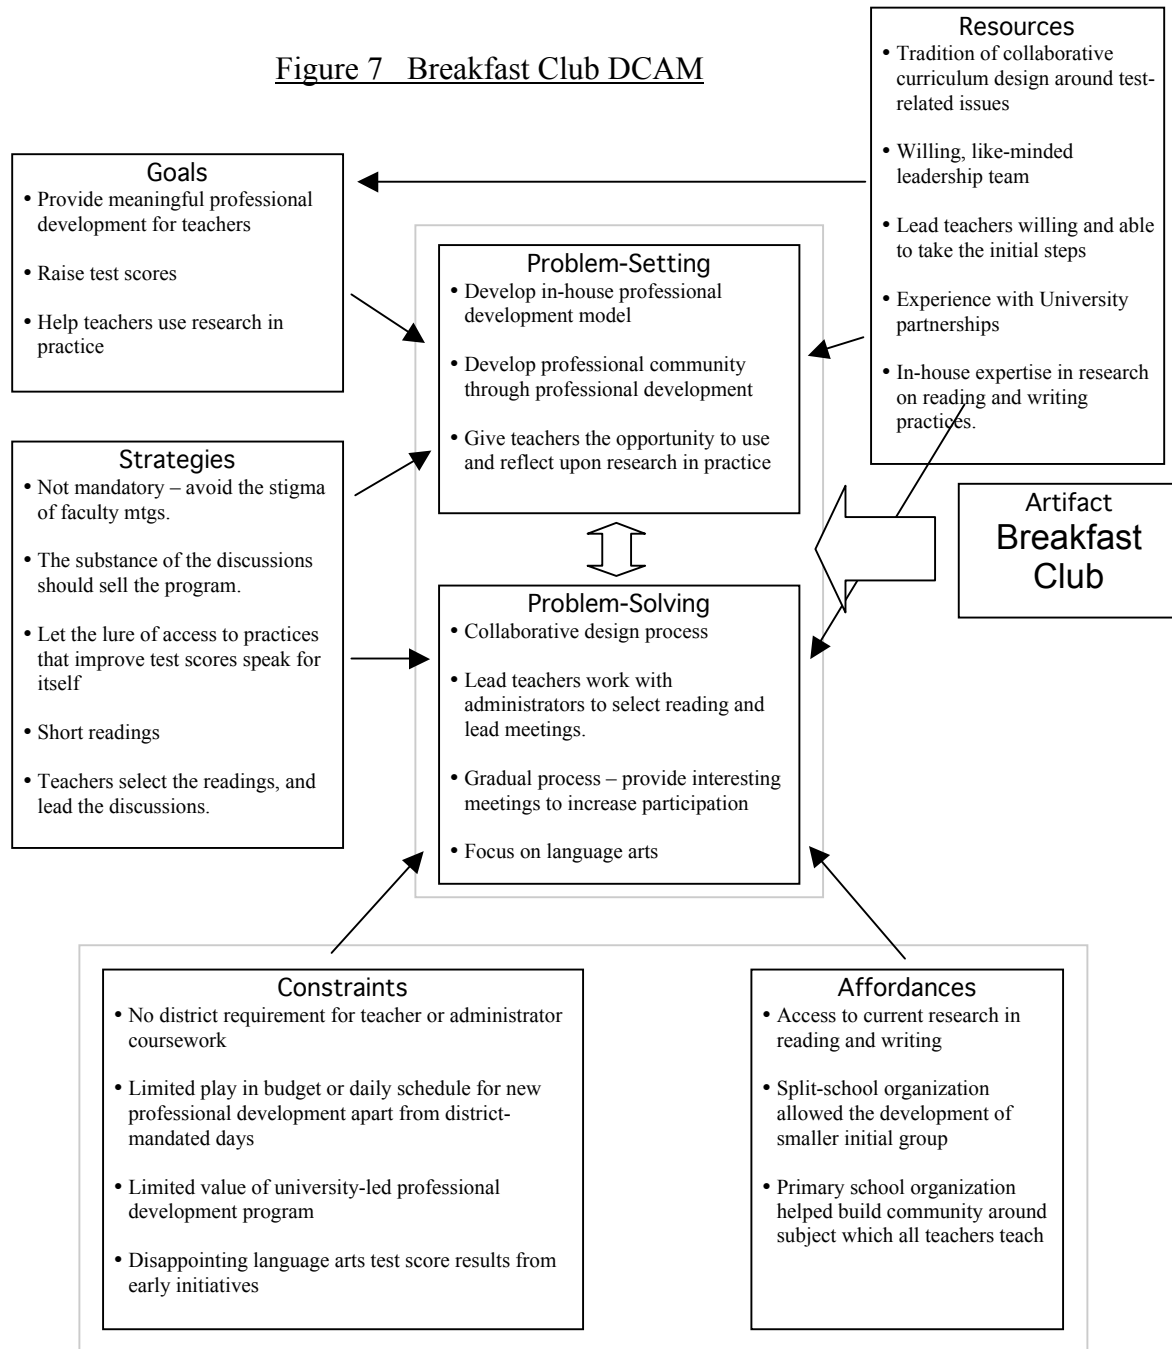 Figure 7   Breakfast Club DCAM
Resources
• Tradition of collaborative
curriculum design around test-
related issues
• Willing, like-minded
leadership team
• Lead teachers willing and able
to take the initial steps
• Experience with University
partnerships
• In-house expertise in research
on reading and writing
practices.
Goals
• Provide meaningful professional
development for teachers
• Raise test scores
• Help teachers use research in
practice
Problem-Setting
• Develop in-house professional
development model
• Develop professional community
through professional development
• Give teachers the opportunity to use
and reflect upon research in practice
Strategies
• Not mandatory – avoid the stigma
of faculty mtgs.
• The substance of the discussions
should sell the program.
• Let the lure of access to practices
that improve test scores speak for
itself
• Short readings
• Teachers select the readings, and
lead the discussions.
Artifact
Breakfast
Club
Problem-Solving
• Collaborative design process
• Lead teachers work with
administrators to select reading and
lead meetings.
• Gradual process – provide interesting
meetings to increase participation
• Focus on language arts
Constraints
• No district requirement for teacher or administrator
coursework
• Limited play in budget or daily schedule for new
professional development apart from district-
mandated days
• Limited value of university-led professional
development program
• Disappointing language arts test score results from
early initiatives
Affordances
• Access to current research in
reading and writing
• Split-school organization
allowed the development of
smaller initial group
• Primary school organization
helped build community around
subject which all teachers teach